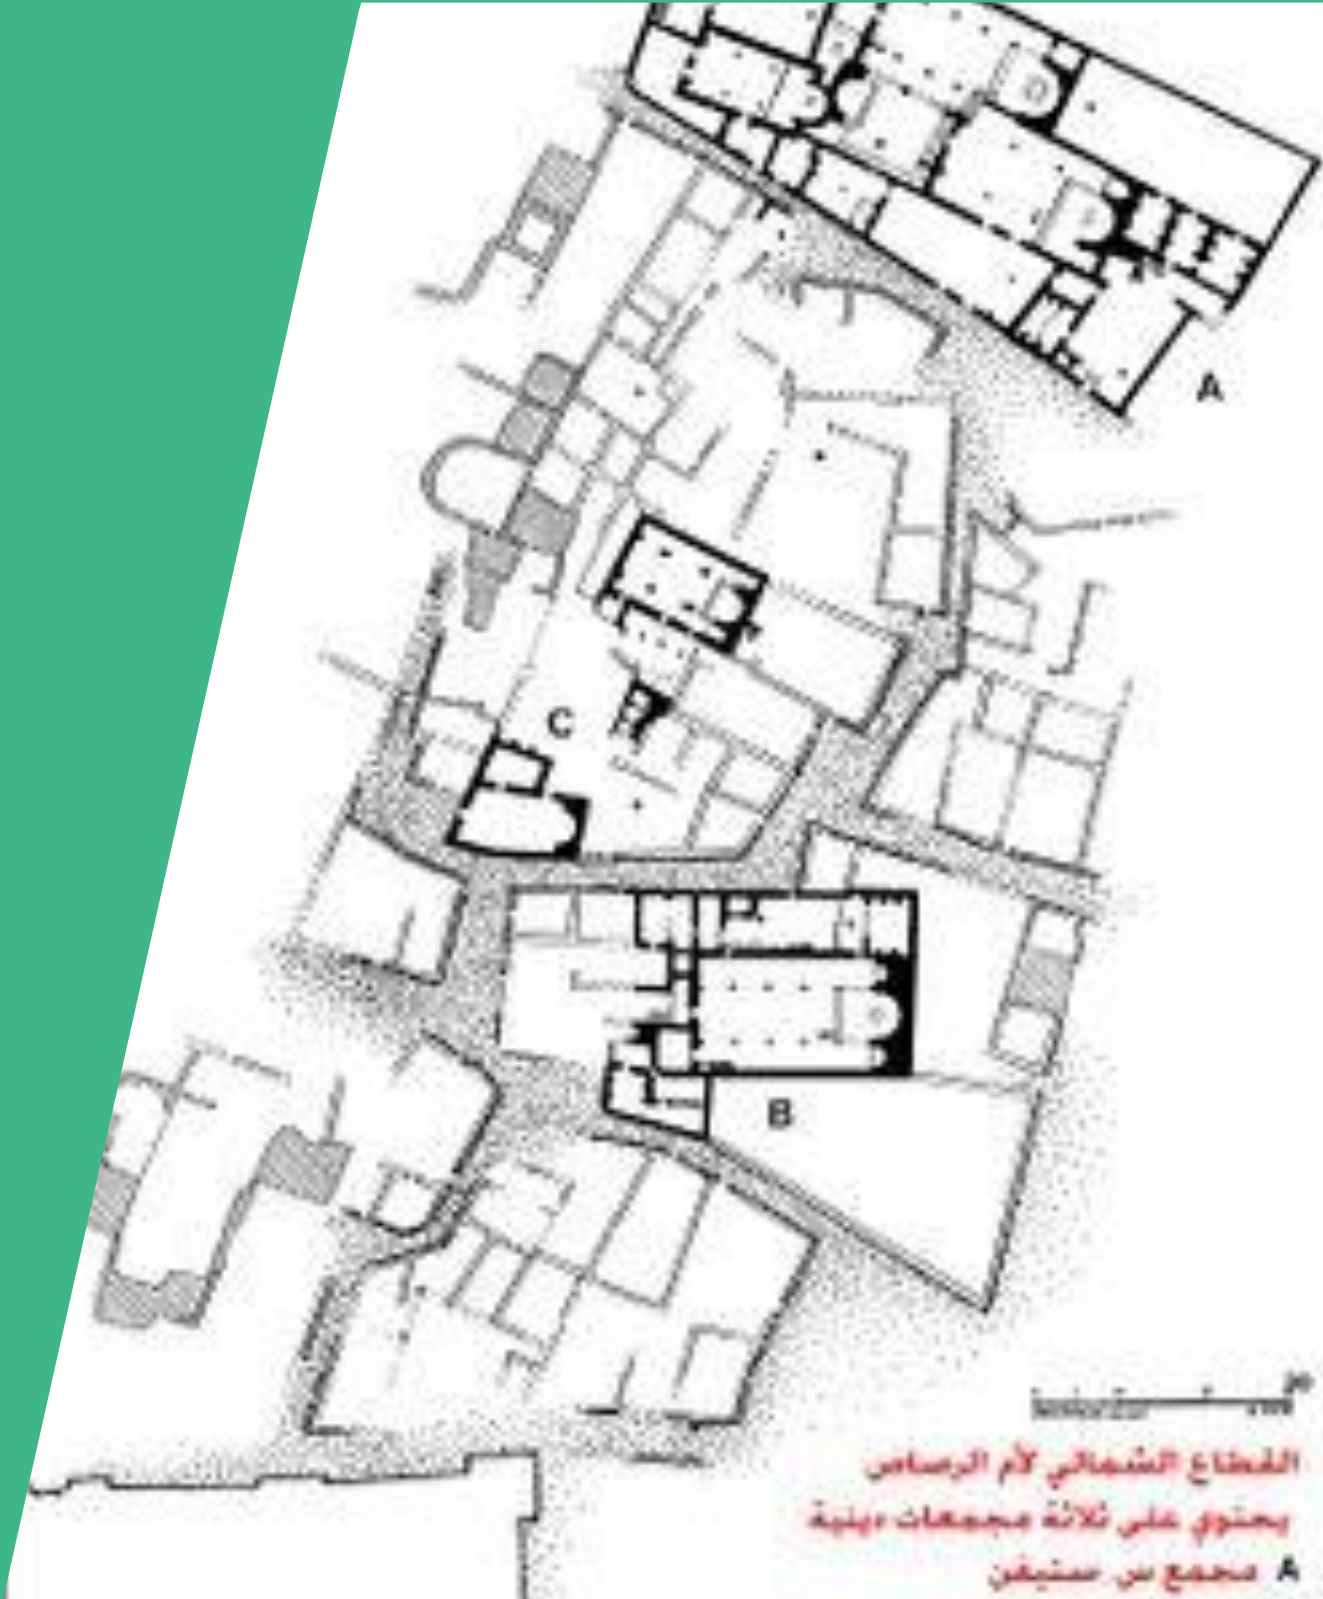 A
C
B
القطاع الشمالي لأم الرصاص
يحتوي على ثلاثة مجمعات دينية
A مجمع س. ستيفن